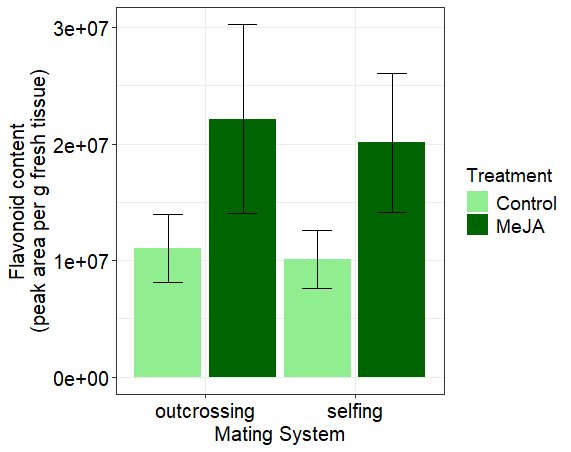 Flavonoid content
(peak area per g fresh tissue)
3e+07
2e+07
1e+07
0e+00
outcrossing
selfing
Mating System
Treatment
Control
MeJA